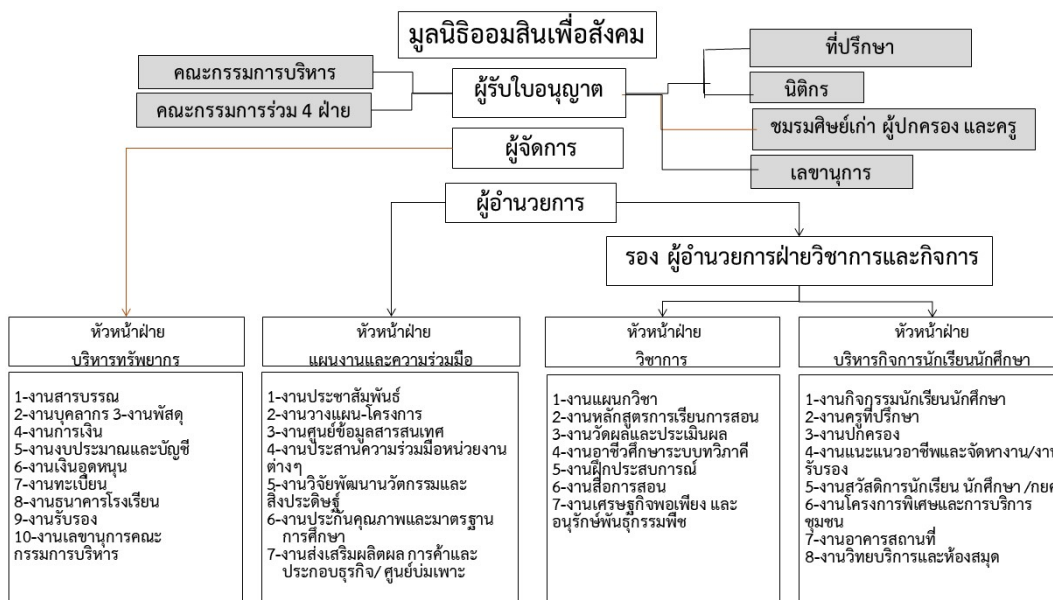 มูลนิธิออมสินเพื่อสังคม
คณะกรรมการบริหาร
คณะกรรมการร่วม 4 ฝ่าย
ผู้รับใบอนุญาต
ที่ปรึกษา
นิติกร
ชมรมศิษย์เก่า ผู้ปกครอง และครู
เลขานุการ
ผู้จัดการ
ผู้อำนวยการ
รอง ผู้อำนวยการฝ่ายวิชาการและกิจการ
หัวหน้าฝ่าย
บริหารทรัพยากร
1-งานสารบรรณ
2-งานบุคลากร 3-งานพัสดุ
4-งานการเงิน
5-งานงบประมาณและบัญชี
6-งานเงินอุดหนุน
7-งานทะเบียน
8-งานธนาคารโรงเรียน
9-งานรับรอง
10-งานเลขานุการคณะ
กรรมการบริหาร
หัวหน้าฝ่าย
แผนงานและความร่วมมือ
1-งานประชาสัมพันธ์
2-งานวางแผน-โครงการ
3-งานศูนย์ข้อมูลสารสนเทศ
4-งานประสานความร่วมมือหน่วยงาน
ต่างๆ
5-งานวิจัยพัฒนานวัตกรรมและ
สิ่งประดิษฐ์
6-งานประกันคุณภาพและมาตรฐาน
การศึกษา
7-งานส่งเสริมผลิตผล การค้าและ
ประกอบธุรกิจ/ ศูนย์บ่มเพาะ
หัวหน้าฝ่าย
วิชาการ
1-งานแผนกวิชา
2-งานหลักสูตรการเรียนการสอน
3-งานวัดผลและประเมินผล
4-งานอาชีวศึกษาระบบทวิภาคี
5-งานฝึกประสบการณ์
6-งานสื่อการสอน
7-งานเศรษฐกิจพอเพียง และ
อนุรักษ์พันธุ์กรรมพืช
หัวหน้าฝ่าย
บริหารกิจการนักเรียนนักศึกษา
1-งานกิจกรรมนักเรียนนักศึกษา
2-งานครูที่ปรึกษา
3-งานปกครอง
4-งานแนะแนวอาชีพและจัดหางาน/งาน
รับรอง
5-งานสวัสดิการนักเรียน นักศึกษา /กยศ
6-งานโครงการพิเศษและการบริการ
ชุมชน
7-งานอาคารสถานที่
8-งานวิทยบริการและห้องสมุด